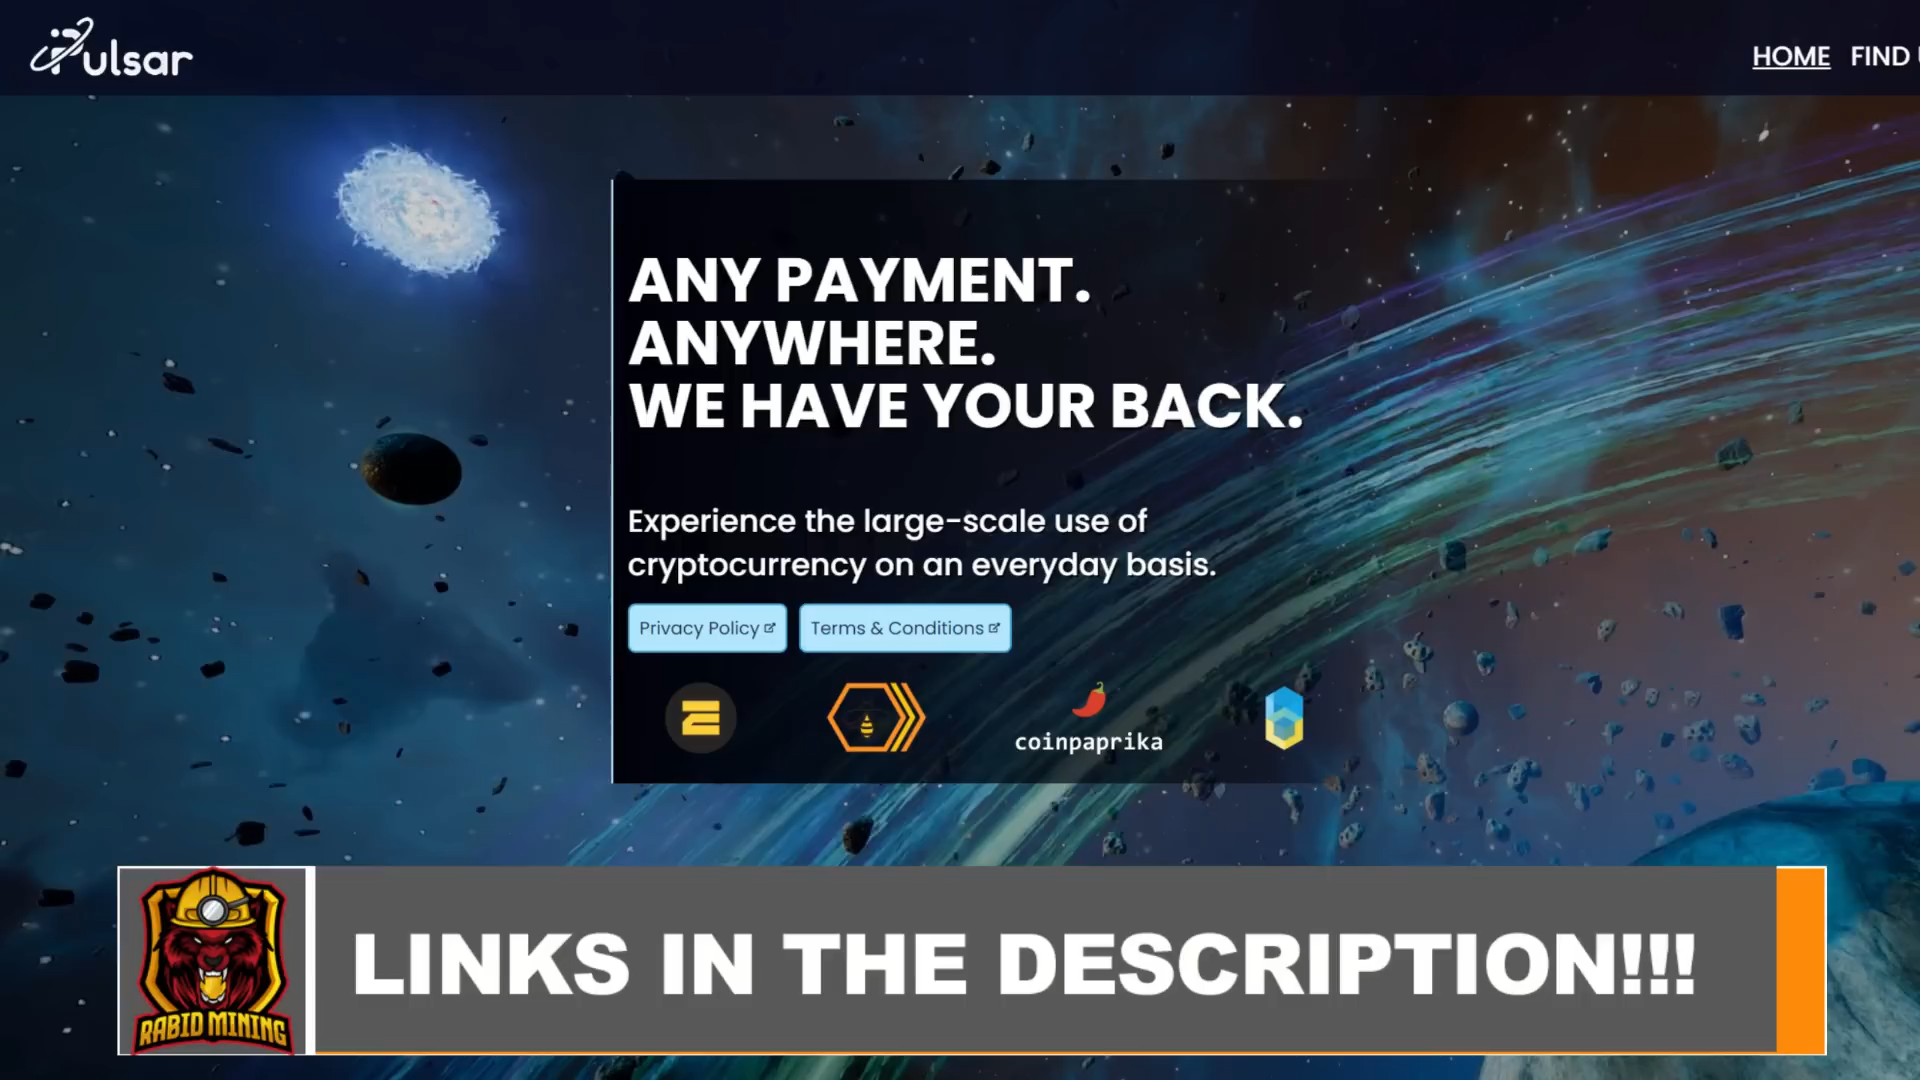 Pulsar
HOME FIND
ANY PAYMENT.
ANYWHERE.
WE HAVE YOUR BACK.
Experience the large-scale use of
cryptocurrency on an everyday basis.
Privacy Policy Terms & Conditions
coinpaprika
RABID MINING
LINKS IN THE DESCRIPTION!!!